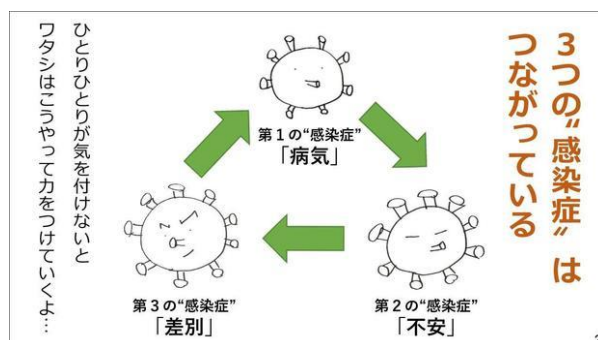 3つの“感染症”は
つながっている
第1の“感染症”
「病気」
第2の“感染症”
「不安」
第3の“感染症”
「差別」
ひとりひとりが気を付けないと
ワタシはこうやって力をつけていくよ…